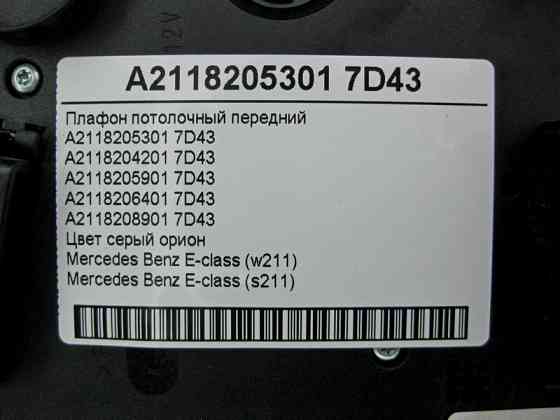 12V
A2118205301 7D43
Плафон потолочный передний
A2118205301 7D43
A2118204201 7D43
A2118205901 7D43
A2118206401 7D43
A2118208901 7D43
Цвет серый орион
Mercedes Benz E-class (w211)
Mercedes Benz E-class (s211)